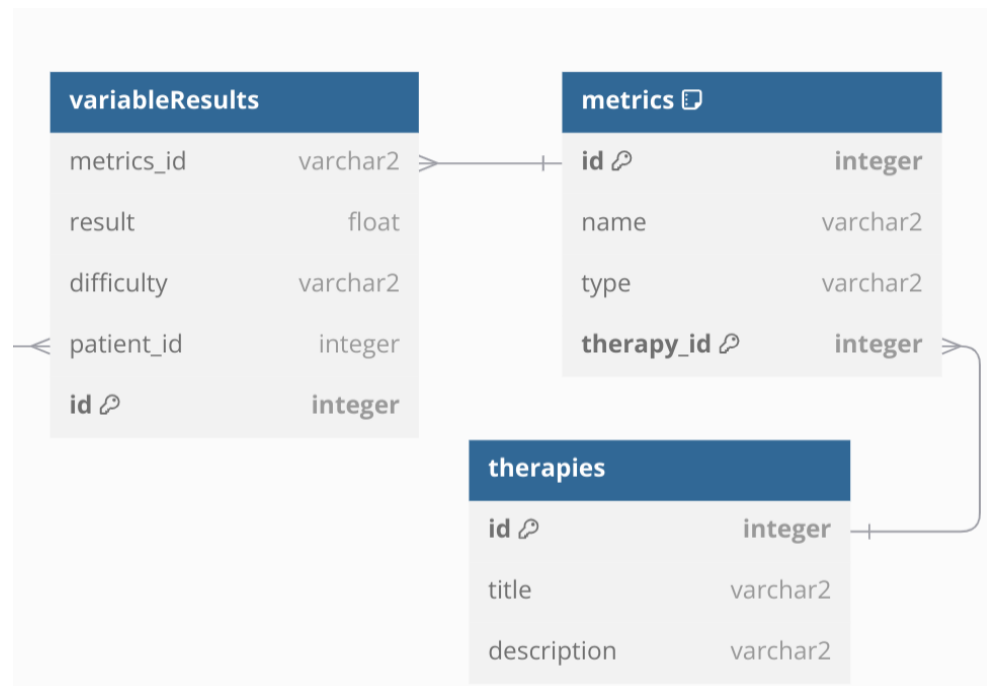 variableResults
metrics_id varchar2
result float
difficulty varchar2
patient_id integer
id integer
metrics
id integer
name varchar2
type varchar2
therapy_id integer
therapies
id integer
title varchar2
description varchar2